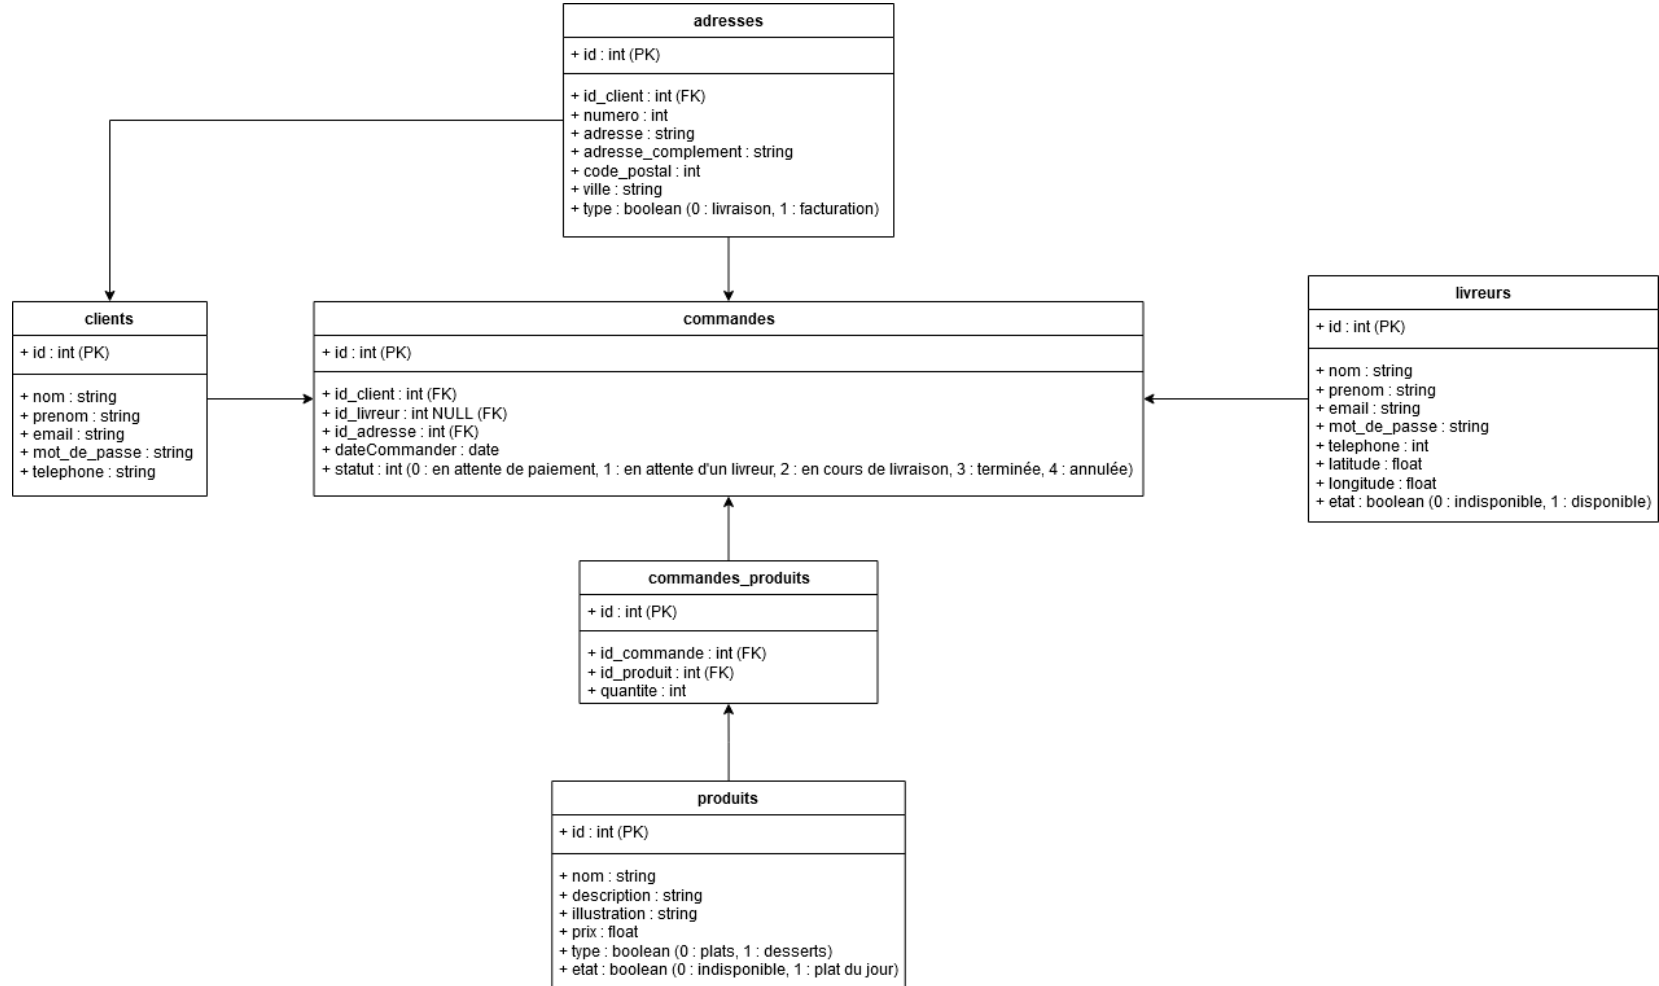 adresses
+ id : int (PK)
+ id_client : int (FK)
+ numero : int
+ adresse : string
+ adresse_complement : string
+ code_postal : int
+ ville : string
+ type : boolean (0 : livraison, 1 : facturation)
clients
+ id : int (PK)
+ nom : string
+ prenom : string
+ email : string
+ mot_de_passe : string
+ telephone : string
commandes
+ id : int (PK)
+ id_client : int (FK)
+ id_livreur : int NULL (FK)
+ id_adresse : int (FK)
+ dateCommander : date
+ statut : int (0 : en attente de paiement, 1 : en attente d'un livreur, 2 : en cours de livraison, 3 : terminée, 4 : annulée)
livreurs
+ id : int (PK)
+ nom : string
+ prenom : string
+ email : string
+ mot_de_passe : string
+ telephone : int
+ latitude : float
+ longitude : float
+ etat : boolean (0 : indisponible, 1 : disponible)
commandes_produits
+ id : int (PK)
+ id_commande : int (FK)
+ id_produit : int (FK)
+ quantite : int
produits
+ id : int (PK)
+ nom : string
+ description : string
+ illustration : string
+ prix : float
+ type : boolean (0 : plats, 1 : desserts)
+ etat : boolean (0 : indisponible, 1 : plat du jour)